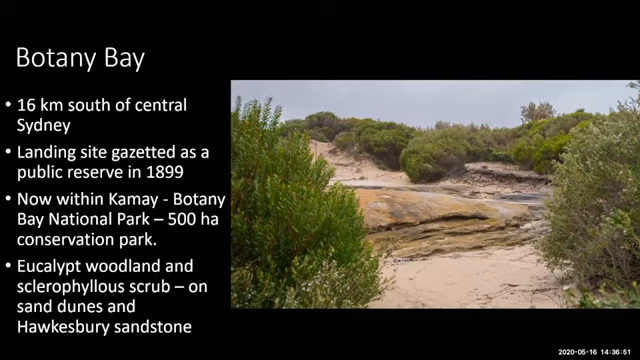 Botany Bay
• 16 km south of central
Sydney
• Landing site gazetted as a
public reserve in 1899
• Now within Kamay - Botany
Bay National Park – 500 ha
conservation park.
• Eucalypt woodland and
sclerophyllous scrub – on
sand dunes and
Hawkesbury sandstone
2020-05-16 14:36:51